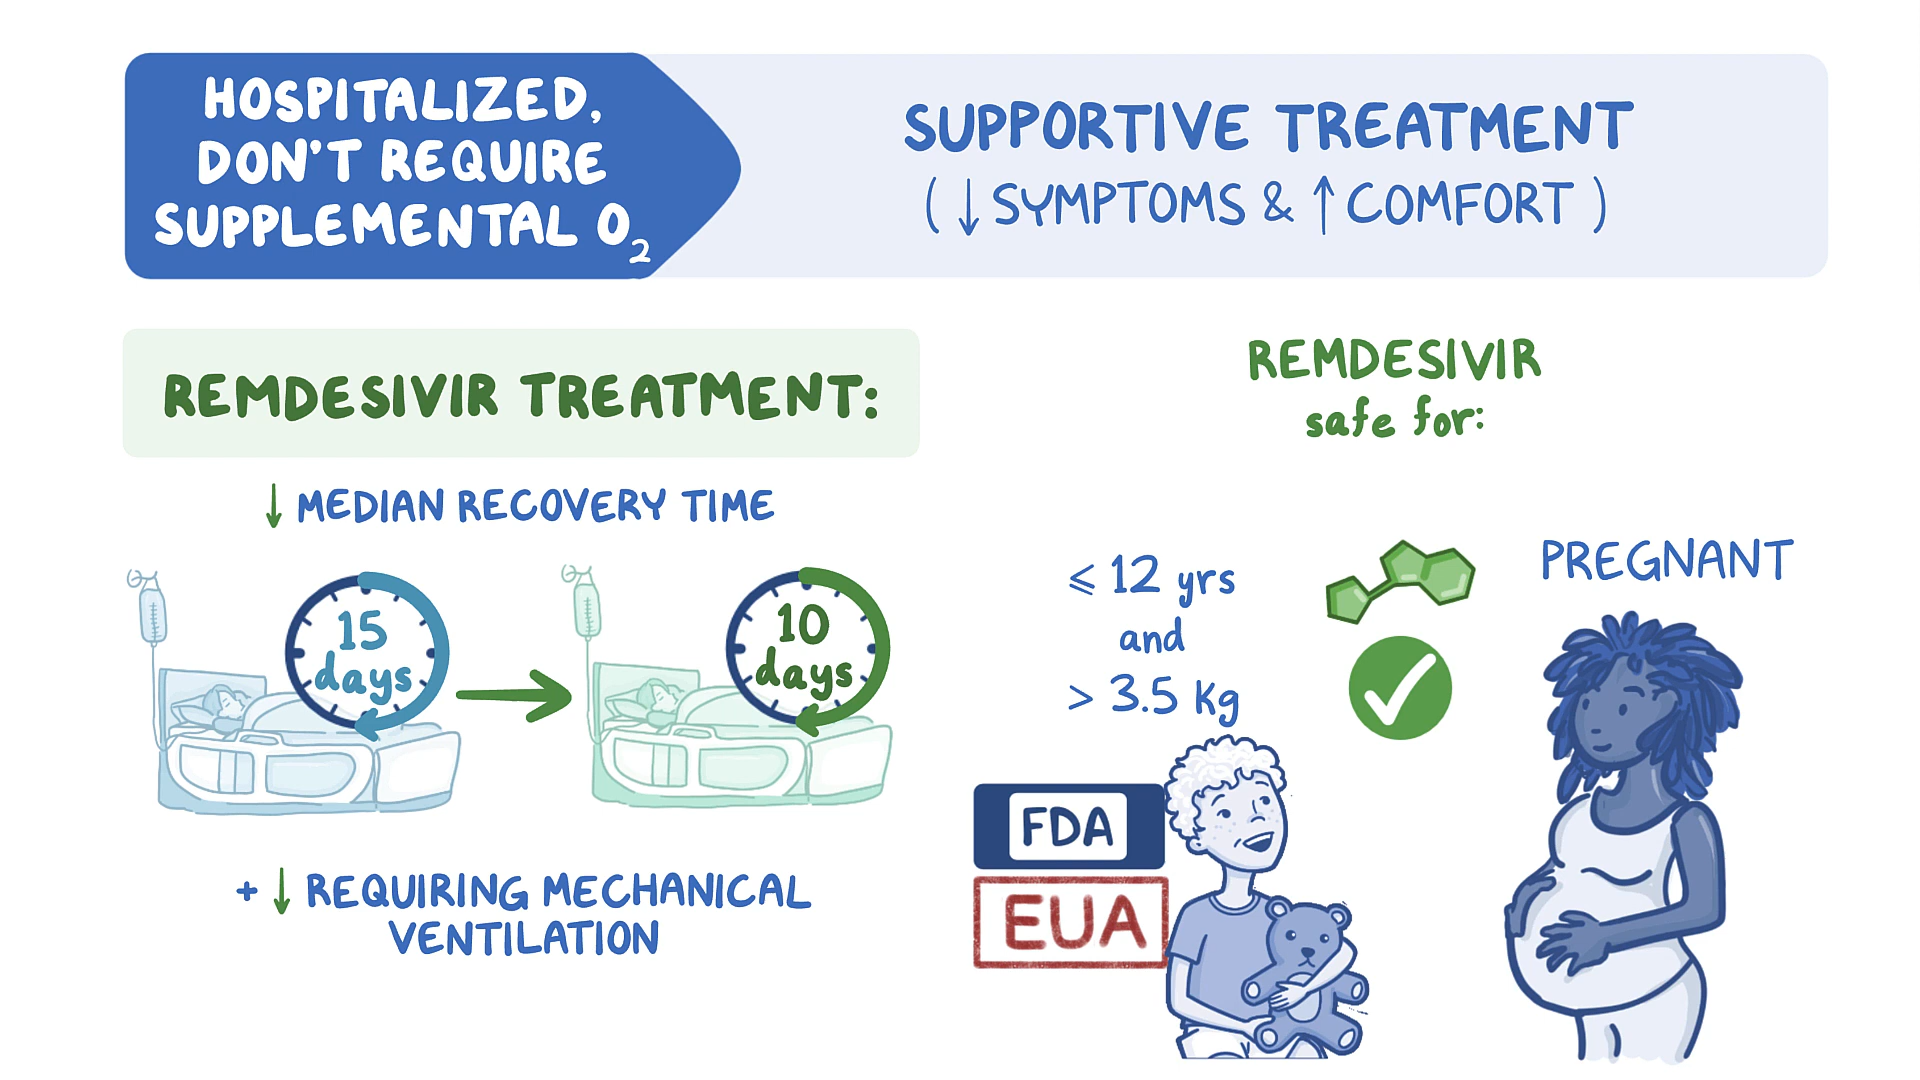 HOSPITALIZED,
DON'T REQUIRE
SUPPLEMENTAL O₂
SUPPORTIVE TREATMENT
(↓ SYMPTOMS & ↑ COMFORT)
REMDESIVIR TREATMENT:
↓ MEDIAN RECOVERY TIME
15
days
10
days
+ ↓ REQUIRING MECHANICAL
VENTILATION
REMDESIVIR
safe for:
⩽ 12 yrs
and
> 3.5 kg
FDA
EUA
PREGNANT